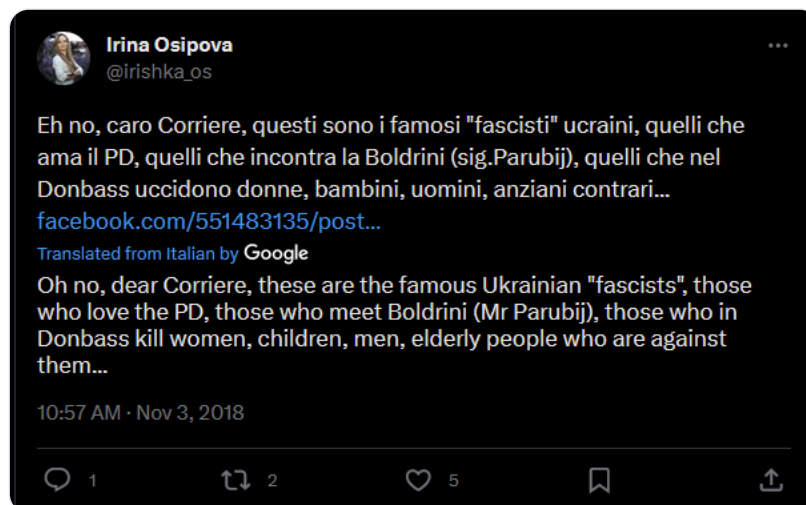 Irina Osipova
@irishka_os
Eh no, caro Corriere, questi sono i famosi "fascisti" ucraini, quelli che
ama il PD, quelli che incontra la Boldrini (sig.Parubij), quelli che nel
Donbass uccidono donne, bambini, uomini, anziani contrari...
facebook.com/551483135/post...
Translated from Italian by Google
Oh no, dear Corriere, these are the famous Ukrainian "fascists", those
who love the PD, those who meet Boldrini (Mr Parubij), those who in
Donbass kill women, children, men, elderly people who are against
them...
10:57 AM · Nov 3, 2018
1 2 5